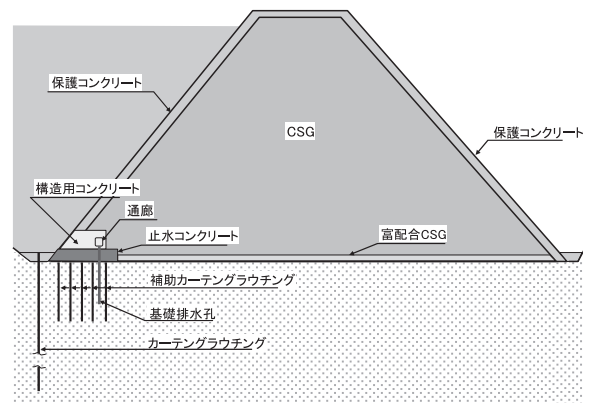 保護コンクリート
CSG
保護コンクリート
構造用コンクリート
通廊
止水コンクリート
富配合CSG
補助カーテングラウチング
基礎排水孔
カーテングラウチング